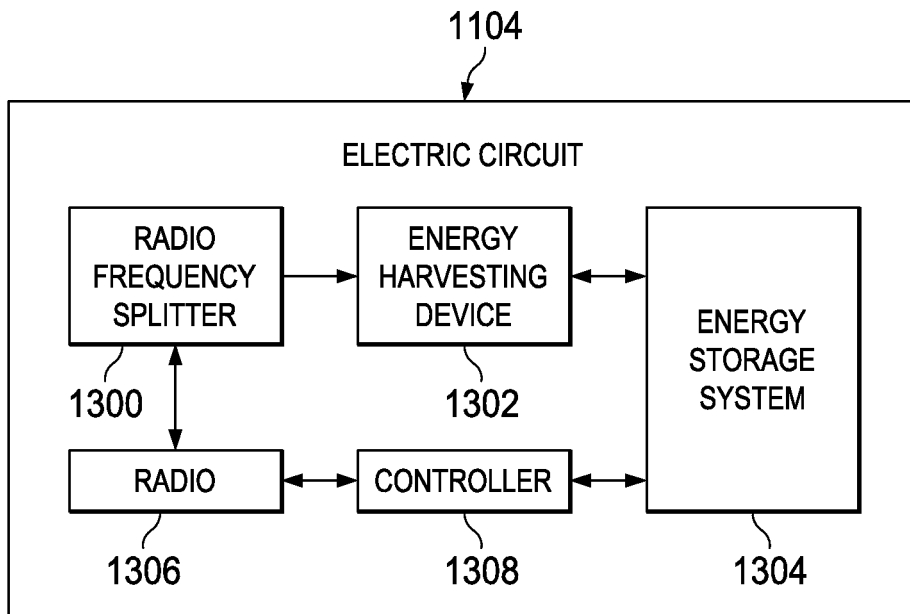 1104
ELECTRIC CIRCUIT
RADIO
FREQUENCY
SPLITTER
ENERGY
HARVESTING
DEVICE
ENERGY
STORAGE
SYSTEM
1300
1302
RADIO
CONTROLLER
1306
1308
1304